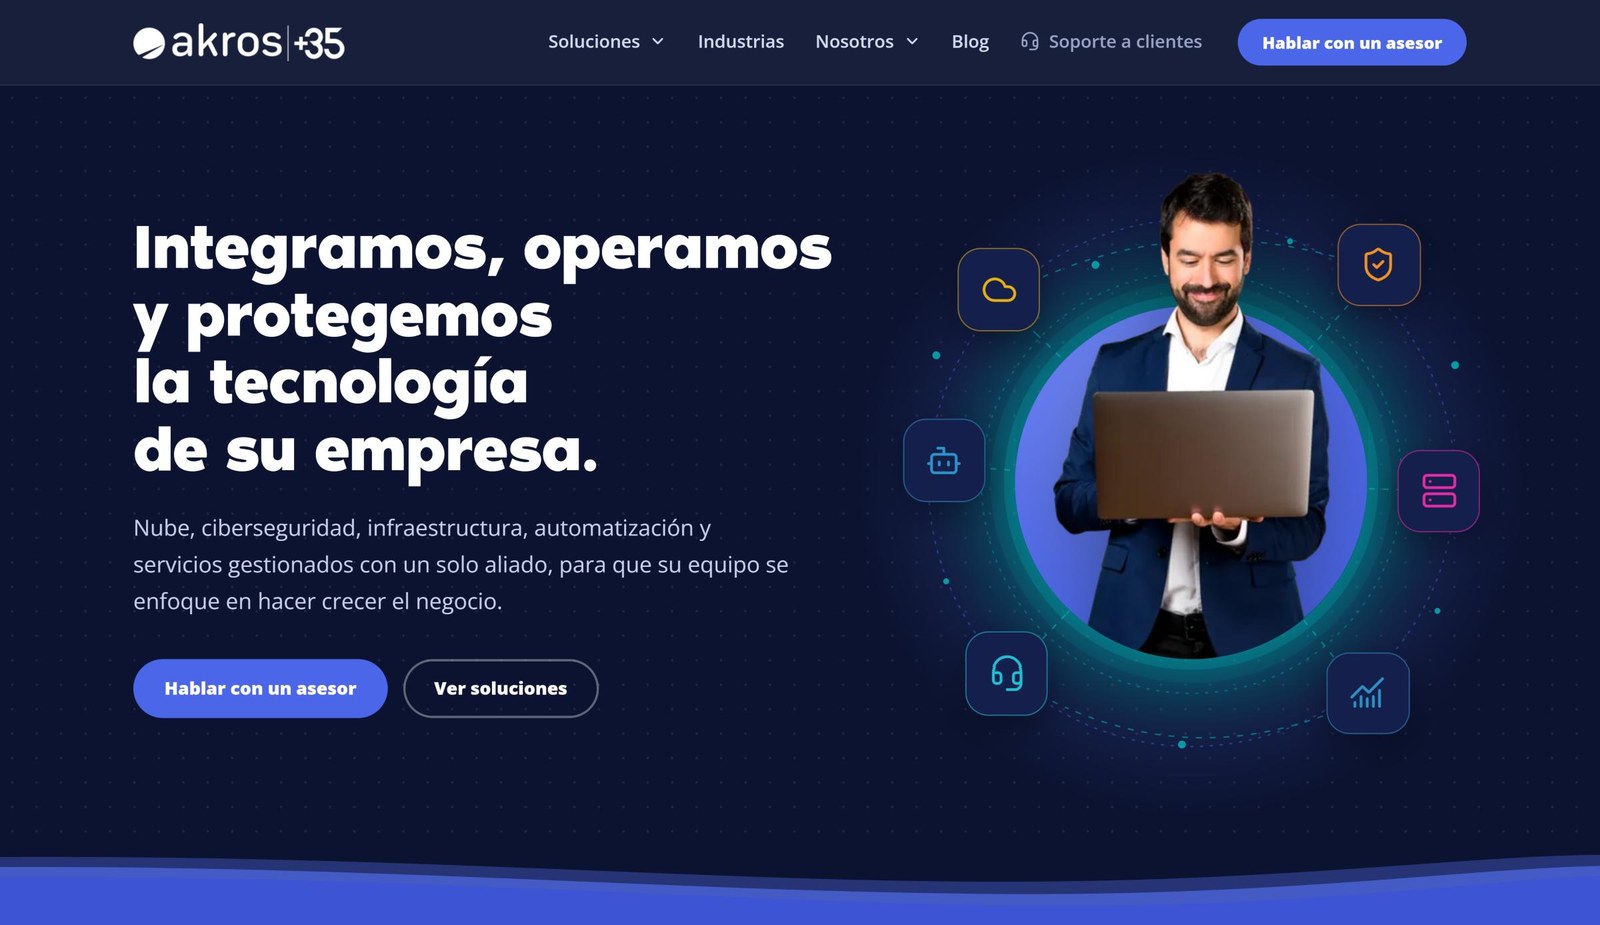 akros +35
Soluciones
Industrias
Nosotros
Blog
Soporte a clientes
Hablar con un asesor
Integramos, operamos
y protegemos
la tecnología
de su empresa.
Nube, ciberseguridad, infraestructura, automatización y
servicios gestionados con un solo aliado, para que su equipo se
enfoque en hacer crecer el negocio.
Hablar con un asesor
Ver soluciones